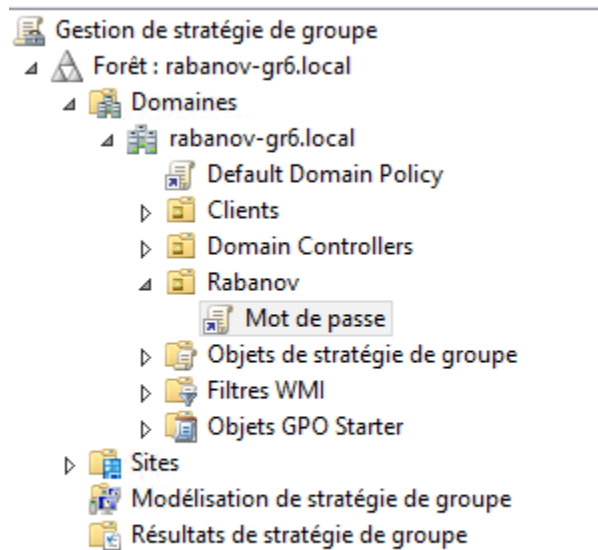 Gestion de stratégie de groupe
Forêt : rabanov-gr6.local
Domaines
rabanov-gr6.local
Default Domain Policy
Clients
Domain Controllers
Rabanov
Mot de passe
Objets de stratégie de groupe
Filtres WMI
Objets GPO Starter
Sites
Modélisation de stratégie de groupe
Résultats de stratégie de groupe